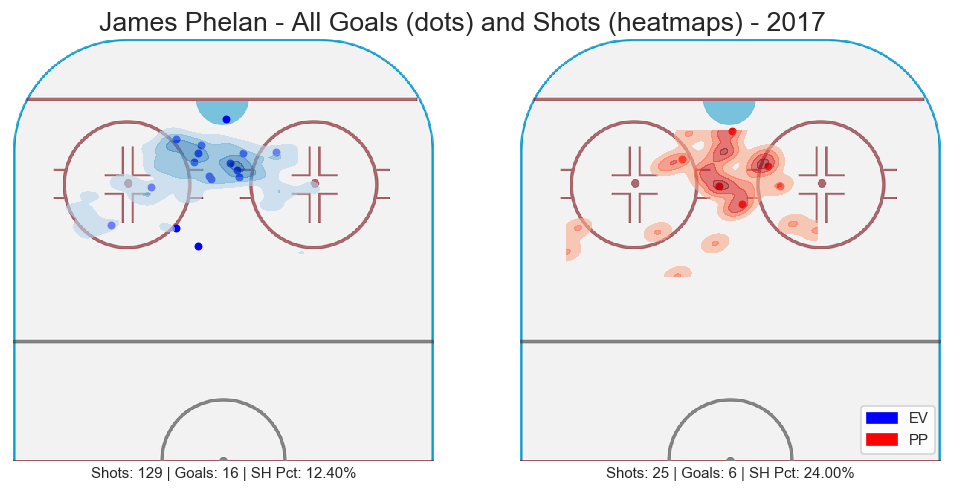 James Phelan - All Goals (dots) and Shots (heatmaps) - 2017
EV
PP
Shots: 129 | Goals: 16 | SH Pct: 12.40%
Shots: 25 | Goals: 6 | SH Pct: 24.00%